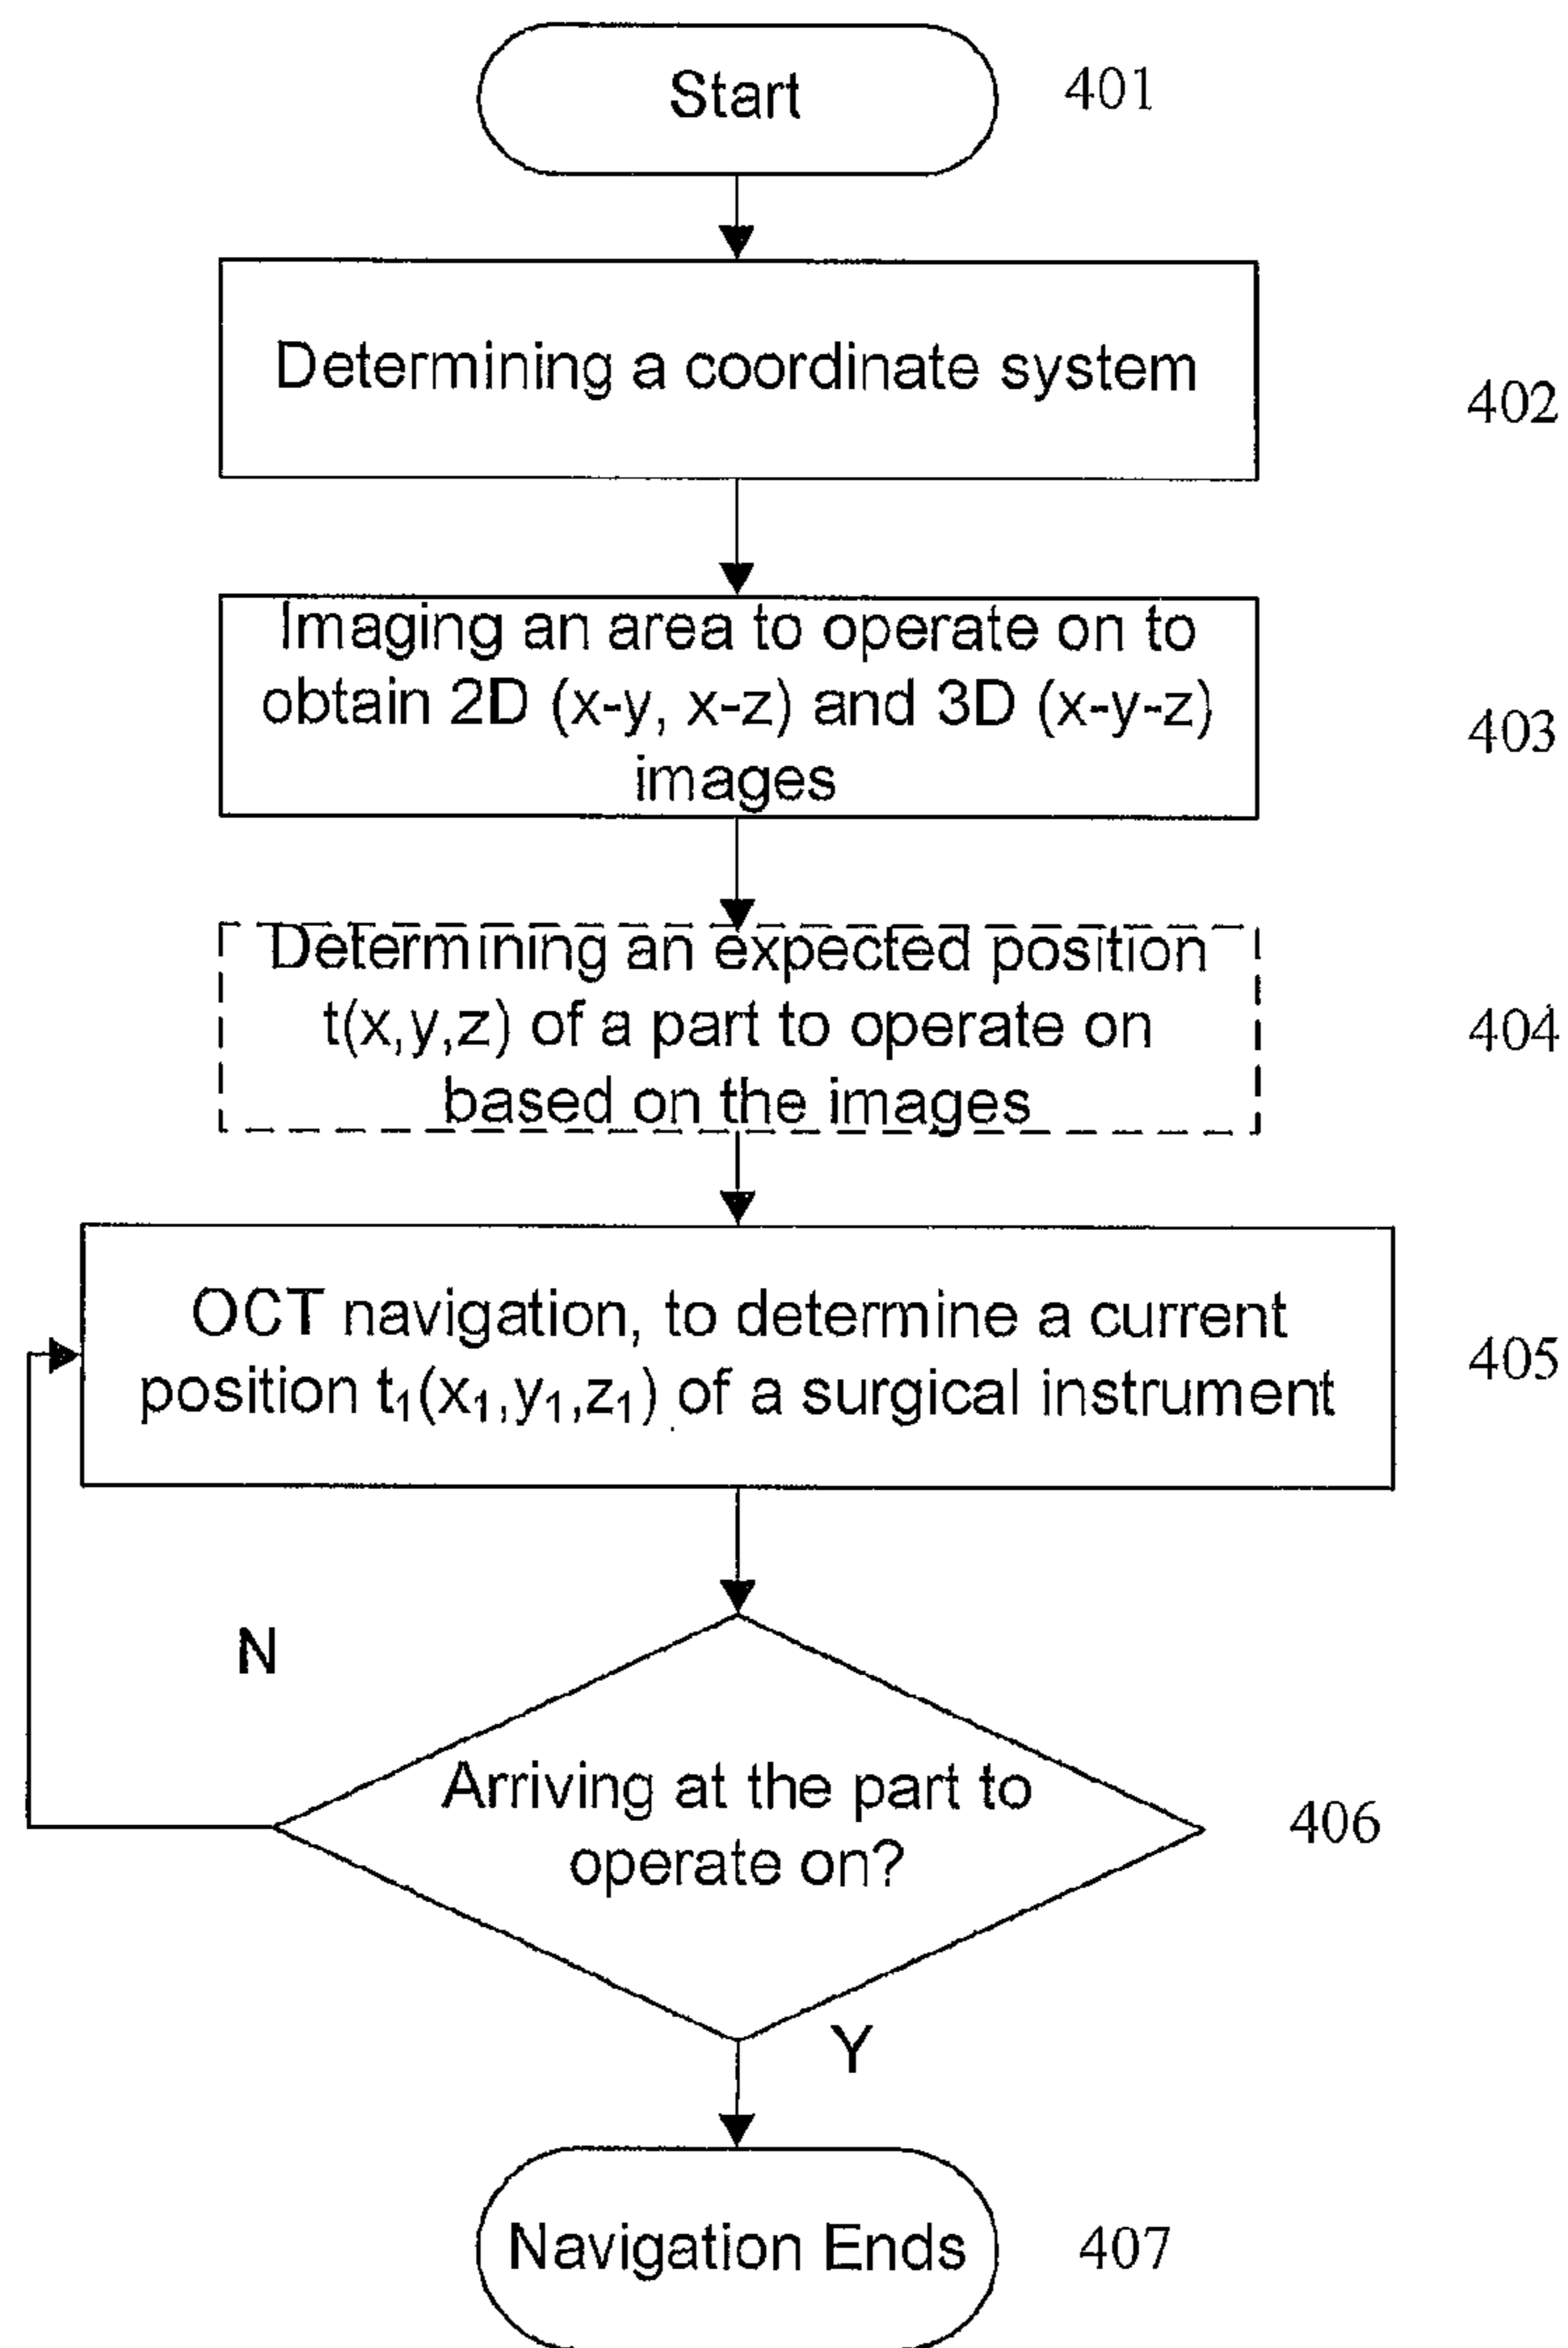 Start
401
Determining a coordinate system
402
Imaging an area to operate on to
obtain 2D (x-y, x-z) and 3D (x-y-z)
images
403
Determining an expected position
t(x,y,z) of a part to operate on
based on the images
404
OCT navigation, to determine a current
position t₁(x₁,y₁,z₁) of a surgical instrument
405
N
Arriving at the part to
operate on?
406
Y
Navigation Ends
407